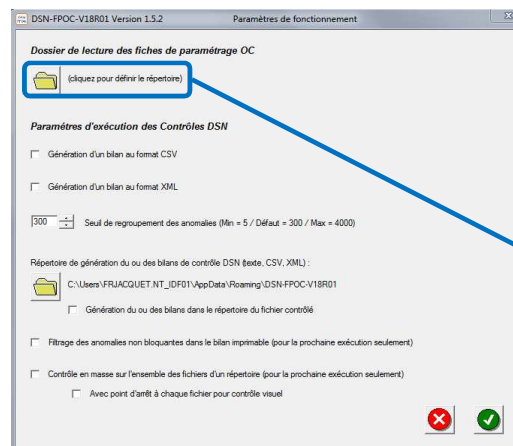 DSN-FPOC-V18R01 Version 1.5.2 Paramètres de fonctionnement
Dossier de lecture des fiches de paramétrage OC
(cliquez pour définir le répertoire)
Paramètres d'exécution des Contrôles DSN
Génération d'un bilan au format CSV
Génération d'un bilan au format XML
300 Seuil de regroupement des anomalies (Min = 5 / Défaut = 300 / Max = 4000)
Répertoire de génération du ou des bilans de contrôle DSN (texte, CSV, XML) :
C:\Users\FRJACQUET.NT_IDF01\AppData\Roaming\DSN-FPOC-V18R01
Génération du ou des bilans dans le répertoire du fichier contrôlé
Filtrage des anomalies non bloquantes dans le bilan imprimable (pour la prochaine exécution seulement)
Contrôle en masse sur l'ensemble des fichiers d'un répertoire (pour la prochaine exécution seulement)
Avec point d'arrêt à chaque fichier pour contrôle visuel